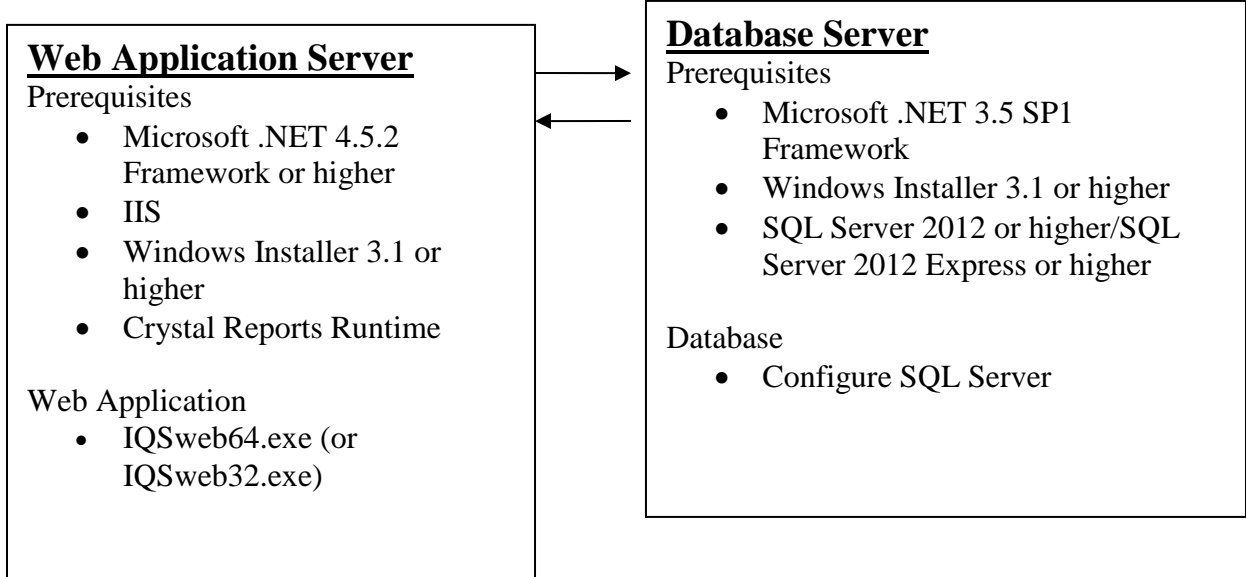 Web Application Server
Prerequisites
• Microsoft .NET 4.5.2
Framework or higher
• IIS
• Windows Installer 3.1 or
higher
• Crystal Reports Runtime
Web Application
• IQSweb64.exe (or
IQSweb32.exe)
Database Server
Prerequisites
• Microsoft .NET 3.5 SP1
Framework
• Windows Installer 3.1 or higher
• SQL Server 2012 or higher/SQL
Server 2012 Express or higher
Database
• Configure SQL Server